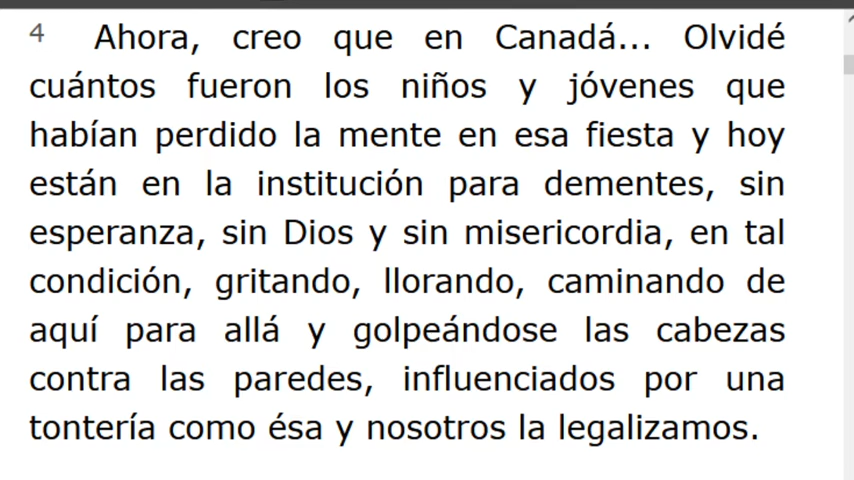 4 Ahora, creo que en Canadá... Olvidé
cuántos fueron los niños y jóvenes que
habían perdido la mente en esa fiesta y hoy
están en la institución para dementes, sin
esperanza, sin Dios y sin misericordia, en tal
condición, gritando, llorando, caminando de
aquí para allá y golpeándose las cabezas
contra las paredes, influenciados por una
tontería como ésa y nosotros la legalizamos.